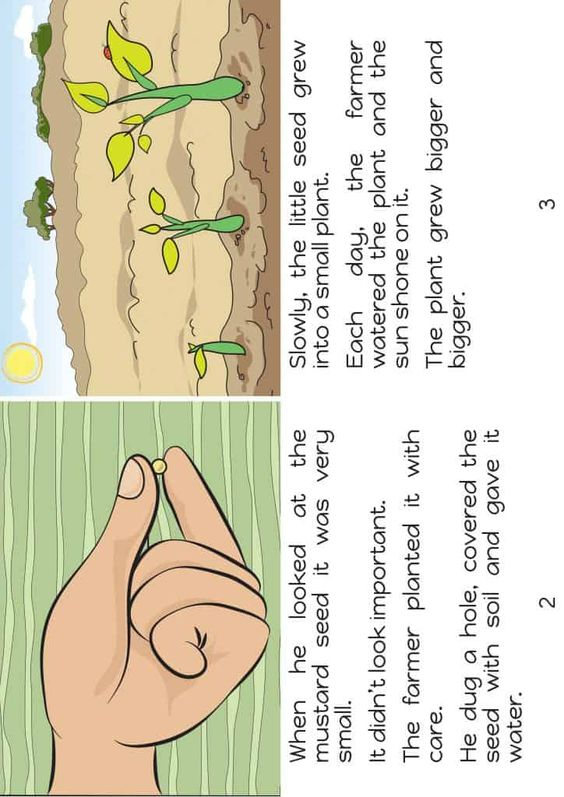 When he looked at the
mustard seed it was very
small.
It didn't look important.
The farmer planted it with
care.
He dug a hole, covered the
seed with soil and gave it
water.
2
Slowly, the little seed grew
into a small plant.
Each day, the farmer
watered the plant and the
sun shone on it.
The plant grew bigger and
bigger.
3